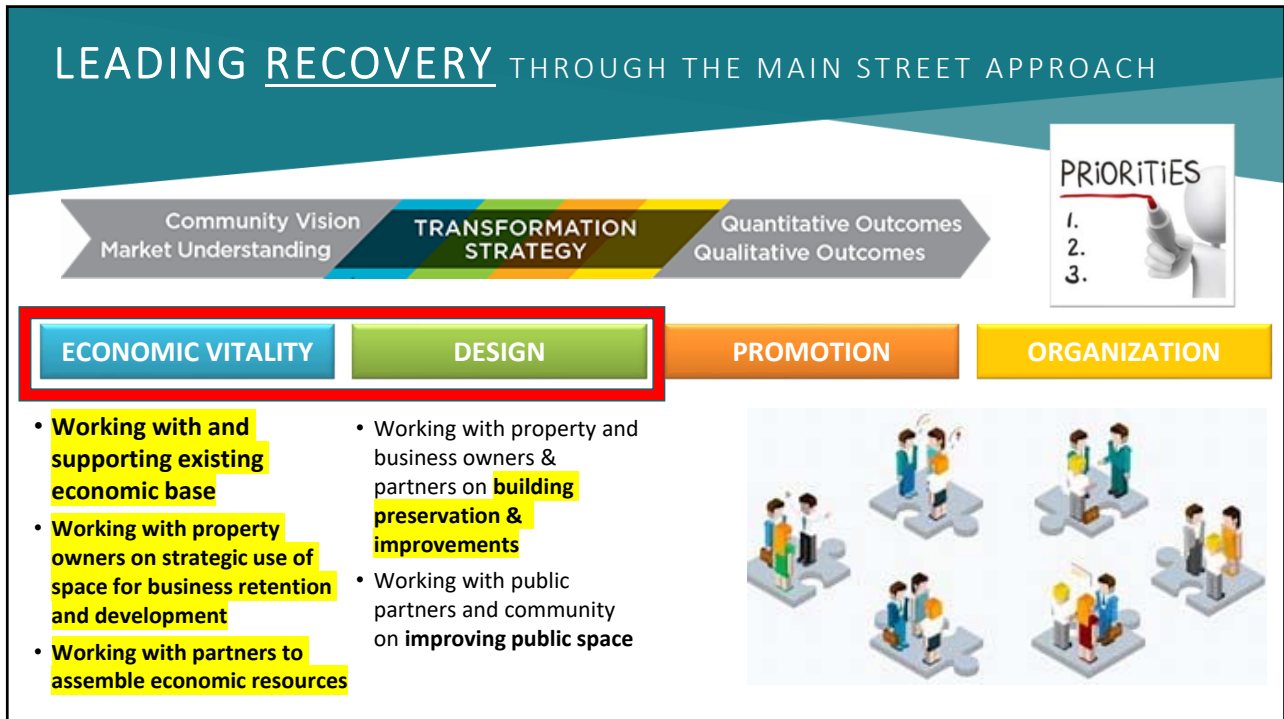 LEADING RECOVERY THROUGH THE MAIN STREET APPROACH
PRIORITIES
1.
2.
3.
Community Vision
Market Understanding
TRANSFORMATION
STRATEGY
Quantitative Outcomes
Qualitative Outcomes
ECONOMIC VITALITY
DESIGN
PROMOTION
ORGANIZATION
• Working with and
supporting existing
economic base
• Working with property
owners on strategic use of
space for business retention
and development
• Working with partners to
assemble economic resources
• Working with property and
business owners &
partners on building
preservation &
improvements
• Working with public
partners and community
on improving public space